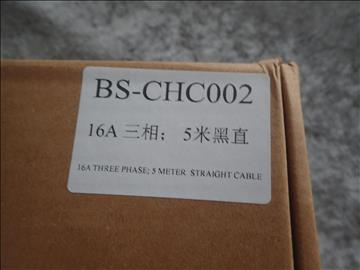 BS-CHC002
16A 三相; 5米黑直
16A THREE PHASE; 5 METER STRAIGHT CABLE